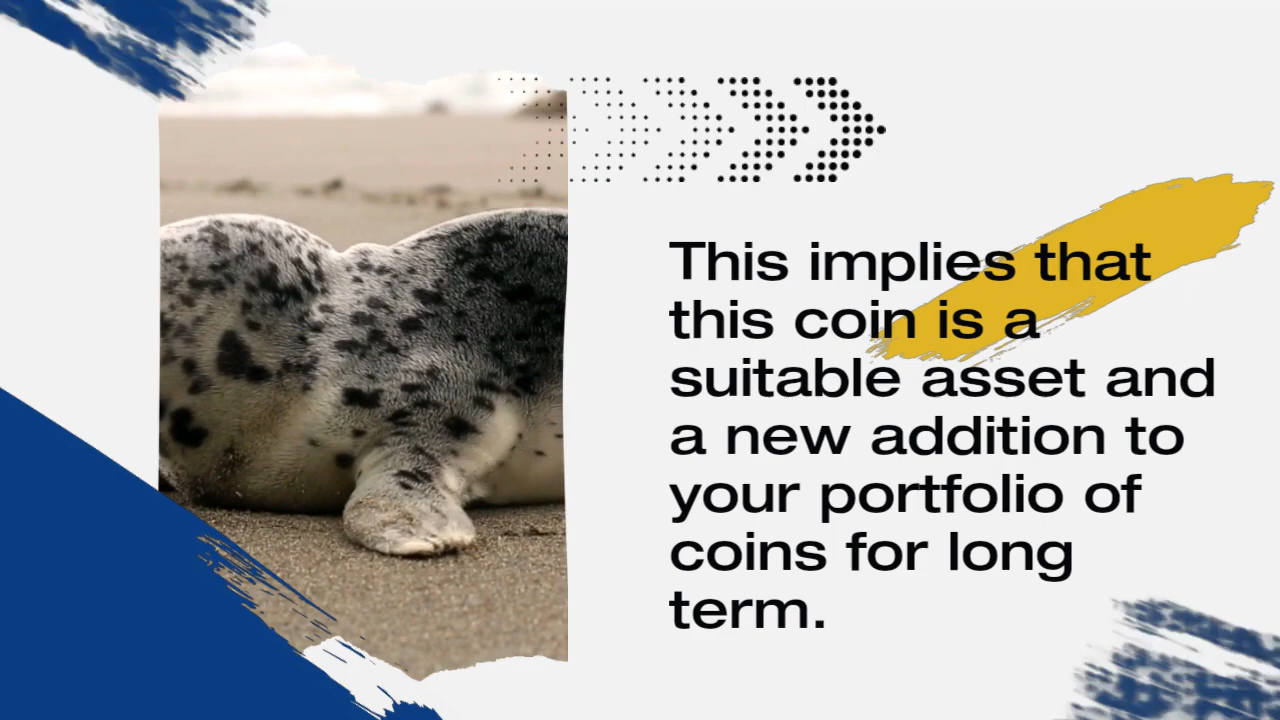 This implies that
this coin is a
suitable asset and
a new addition to
your portfolio of
coins for long
term.